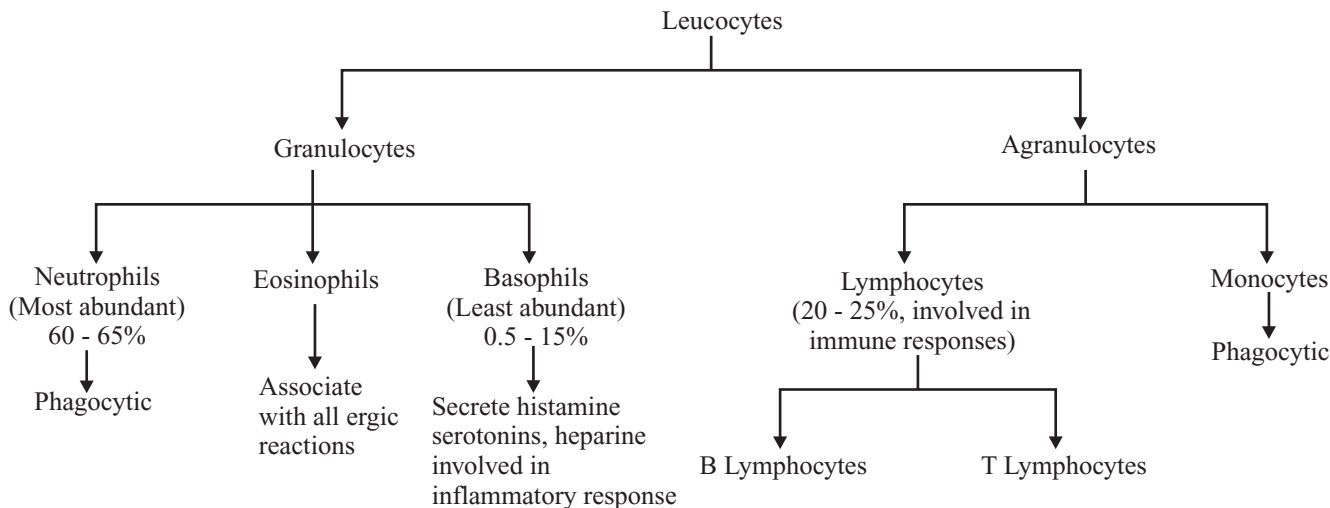 Leucocytes
Granulocytes
Agranulocytes
Neutrophils
(Most abundant)
60 - 65%
Phagocytic
Eosinophils
Associate
with all ergic
reactions
Basophils
(Least abundant)
0.5 - 15%
Secrete histamine
serotonins, heparine
involved in
inflammatory response
Lymphocytes
(20 - 25%, involved in
immune responses)
B Lymphocytes
T Lymphocytes
Monocytes
Phagocytic